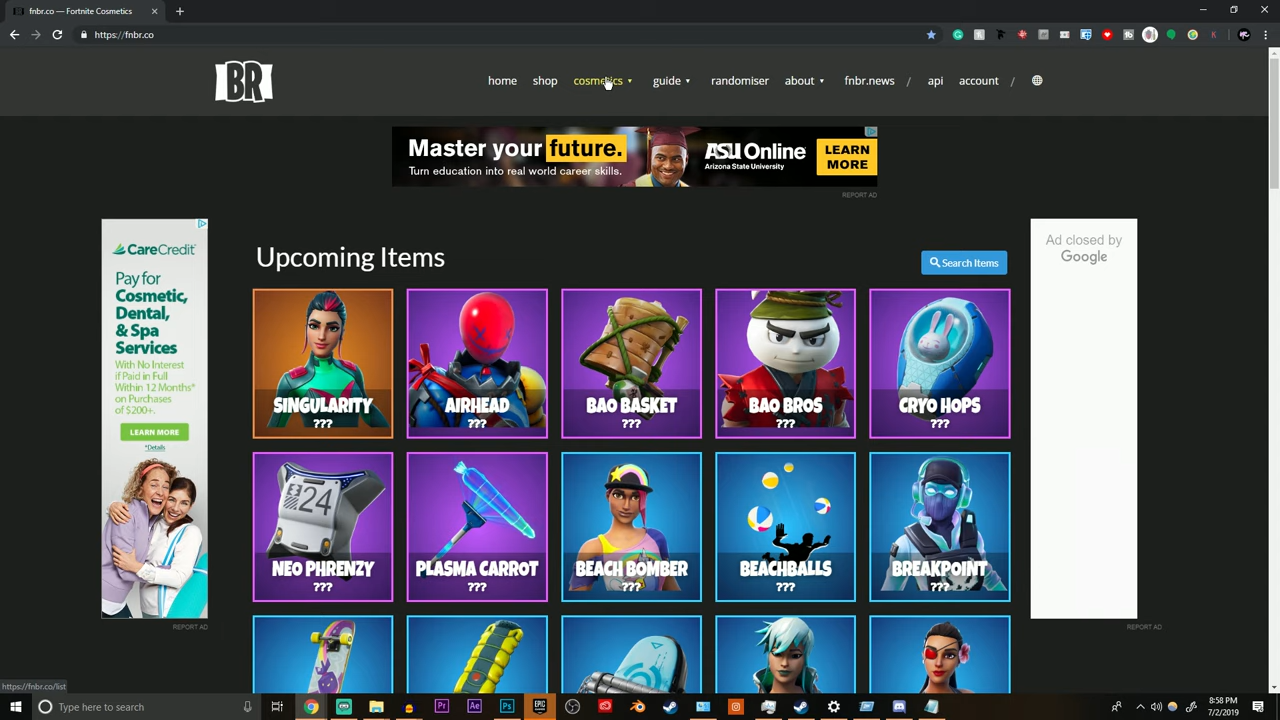 fnbr.co — Fortnite Cosmetics
https://fnbr.co
BR
home
shop
cosmetics
guide
randomiser
about
fnbr.news
/
api
account
/
Master your future.
Turn education into real world career skills.
ASU Online
Arizona State University
LEARN MORE
REPORT AD
CareCredit
Pay for
Cosmetic,
Dental,
& Spa
Services
With No Interest
if Paid in Full
Within 12 Months*
on Purchases
of $200+.
LEARN MORE
*Details
REPORT AD
Upcoming Items
Search Items
Ad closed by
Google
REPORT AD
SINGULARITY
???
AIRHEAD
???
BAO BASKET
???
BAO BROS
???
CRYO HOPS
???
24
NEO PHRENZY
???
PLASMA CARROT
???
BEACH BOMBER
???
BEACHBALLS
???
BREAKPOINT
???
https://fnbr.co/list
Type here to search
Pr
Ae
Ps
EPIC
8:58 PM
7/2/2019